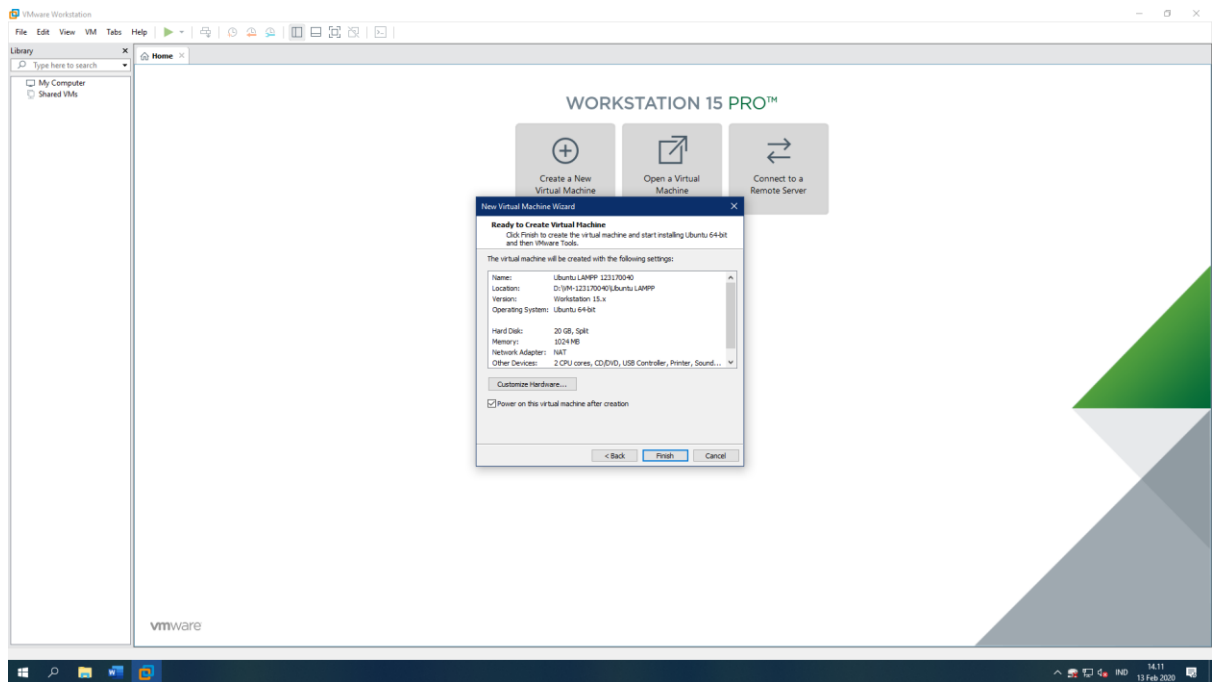 VMware Workstation
File Edit View VM Tabs Help
Library
Type here to search
My Computer
Shared VMs
Home
WORKSTATION 15 PRO™
Create a New
Virtual Machine
Open a Virtual
Machine
Connect to a
Remote Server
New Virtual Machine Wizard
Ready to Create Virtual Machine
Click Finish to create the virtual machine and start installing Ubuntu 64-bit
and then VMware Tools.
The virtual machine will be created with the following settings:
Name: Ubuntu LAMPP 123170040
Location: D:\VM-123170040\Ubuntu LAMPP
Version: Workstation 15.x
Operating System: Ubuntu 64-bit
Hard Disk: 20 GB, Split
Memory: 1024 MB
Network Adapter: NAT
Other Devices: 2 CPU cores, CD/DVD, USB Controller, Printer, Sound...
Customize Hardware...
Power on this virtual machine after creation
< Back Finish Cancel
vmware
IND
14.11
13 Feb 2020